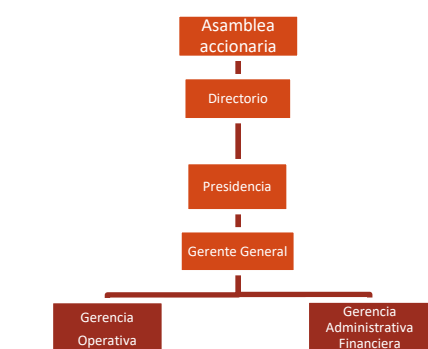 Asamblea
accionaria
Directorio
Presidencia
Gerente General
Gerencia
Operativa
Gerencia
Administrativa
Financiera